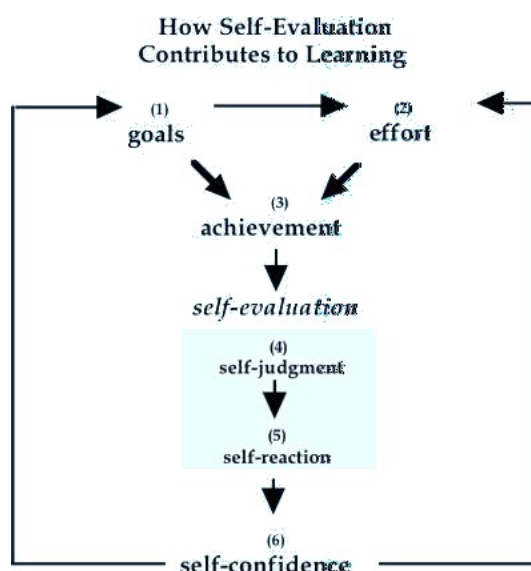 How Self-Evaluation
Contributes to Learning
(1)
goals
(2)
effort
(3)
achievement
self-evaluation
(4)
self-judgment
(5)
self-reaction
(6)
self-confidence